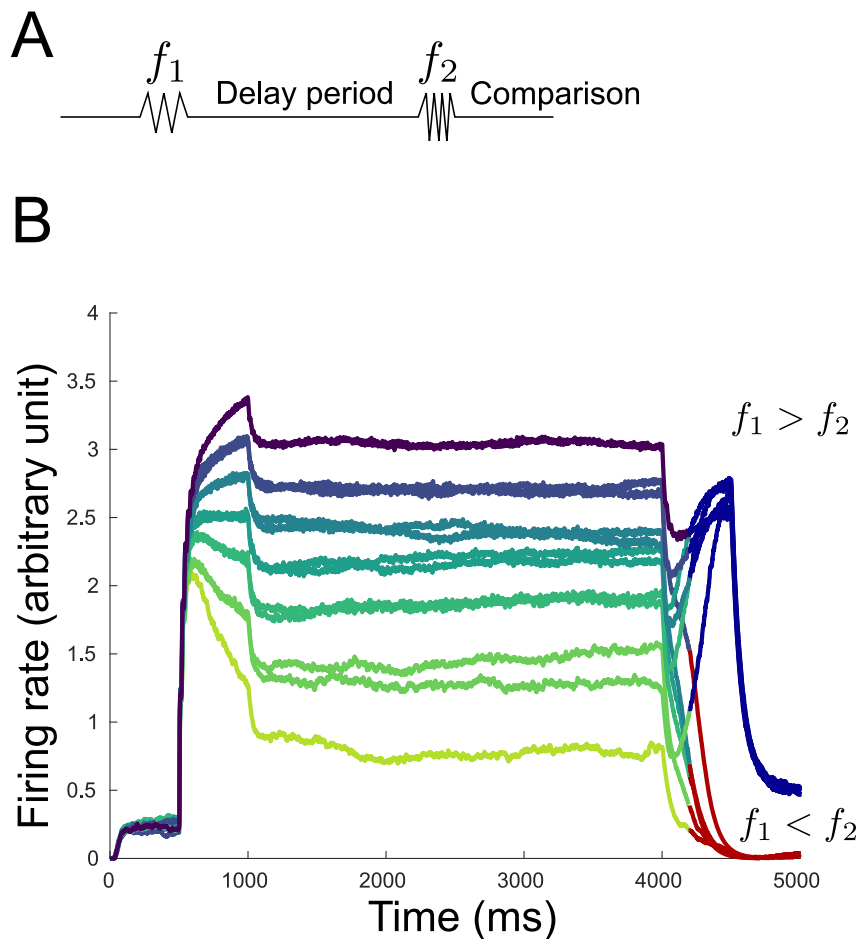 A
f1 f2
Delay period Comparison
B
4
3.5
f1 > f2
3
2.5
2
1.5
1
0.5
f1 < f2
0
0 1000 2000 3000 4000 5000
Firing rate (arbitrary unit)
Time (ms)